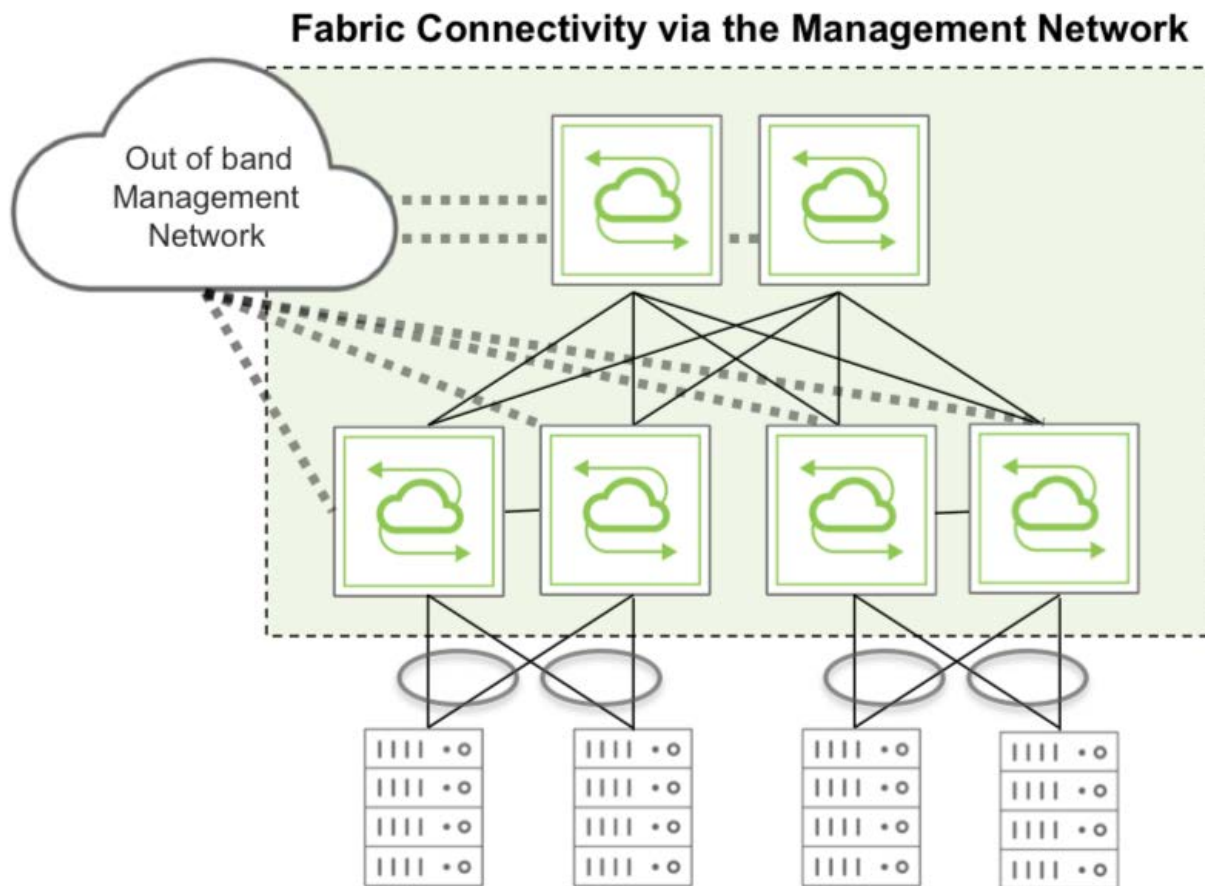 Fabric Connectivity via the Management Network
Out of band
Management
Network